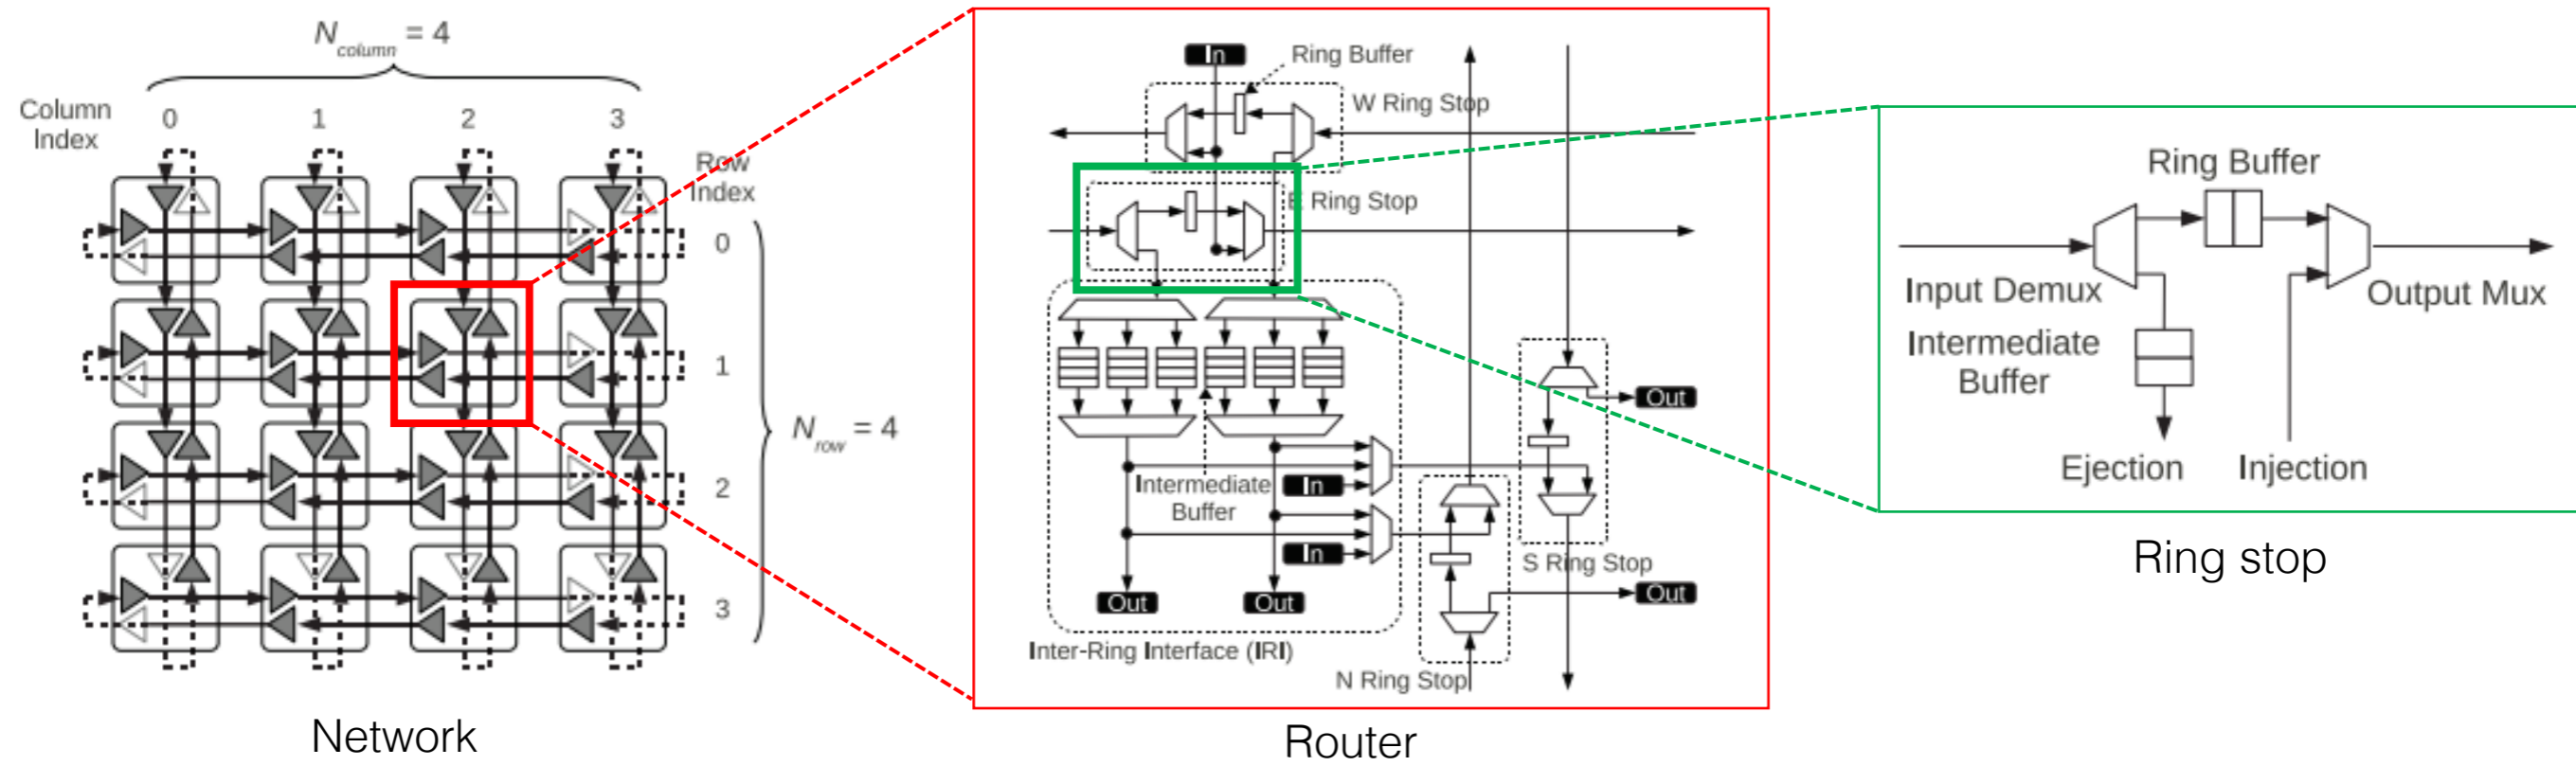 N column = 4
Column
Index
0 1 2 3
Row
Index
0
1
2
3
N row = 4
Network
In
Ring Buffer
W Ring Stop
E Ring Stop
Out
Intermediate
Buffer
In
In
Out
Out
S Ring Stop
Out
Inter-Ring Interface (IRI)
N Ring Stop
Router
Ring Buffer
Input Demux
Output Mux
Intermediate
Buffer
Ejection
Injection
Ring stop